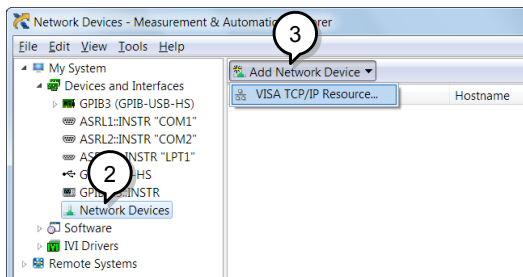 Network Devices - Measurement & Automati
rer
3
File Edit View Tools Help
My System
Devices and Interfaces
GPIB3 (GPIB-USB-HS)
ASRL1::INSTR "COM1"
ASRL2::INSTR "COM2"
INSTR "LPT1"
-HS
INSTR
2
Network Devices
Software
IVI Drivers
Remote Systems
Add Network Device
VISA TCP/IP Resource...
Hostname